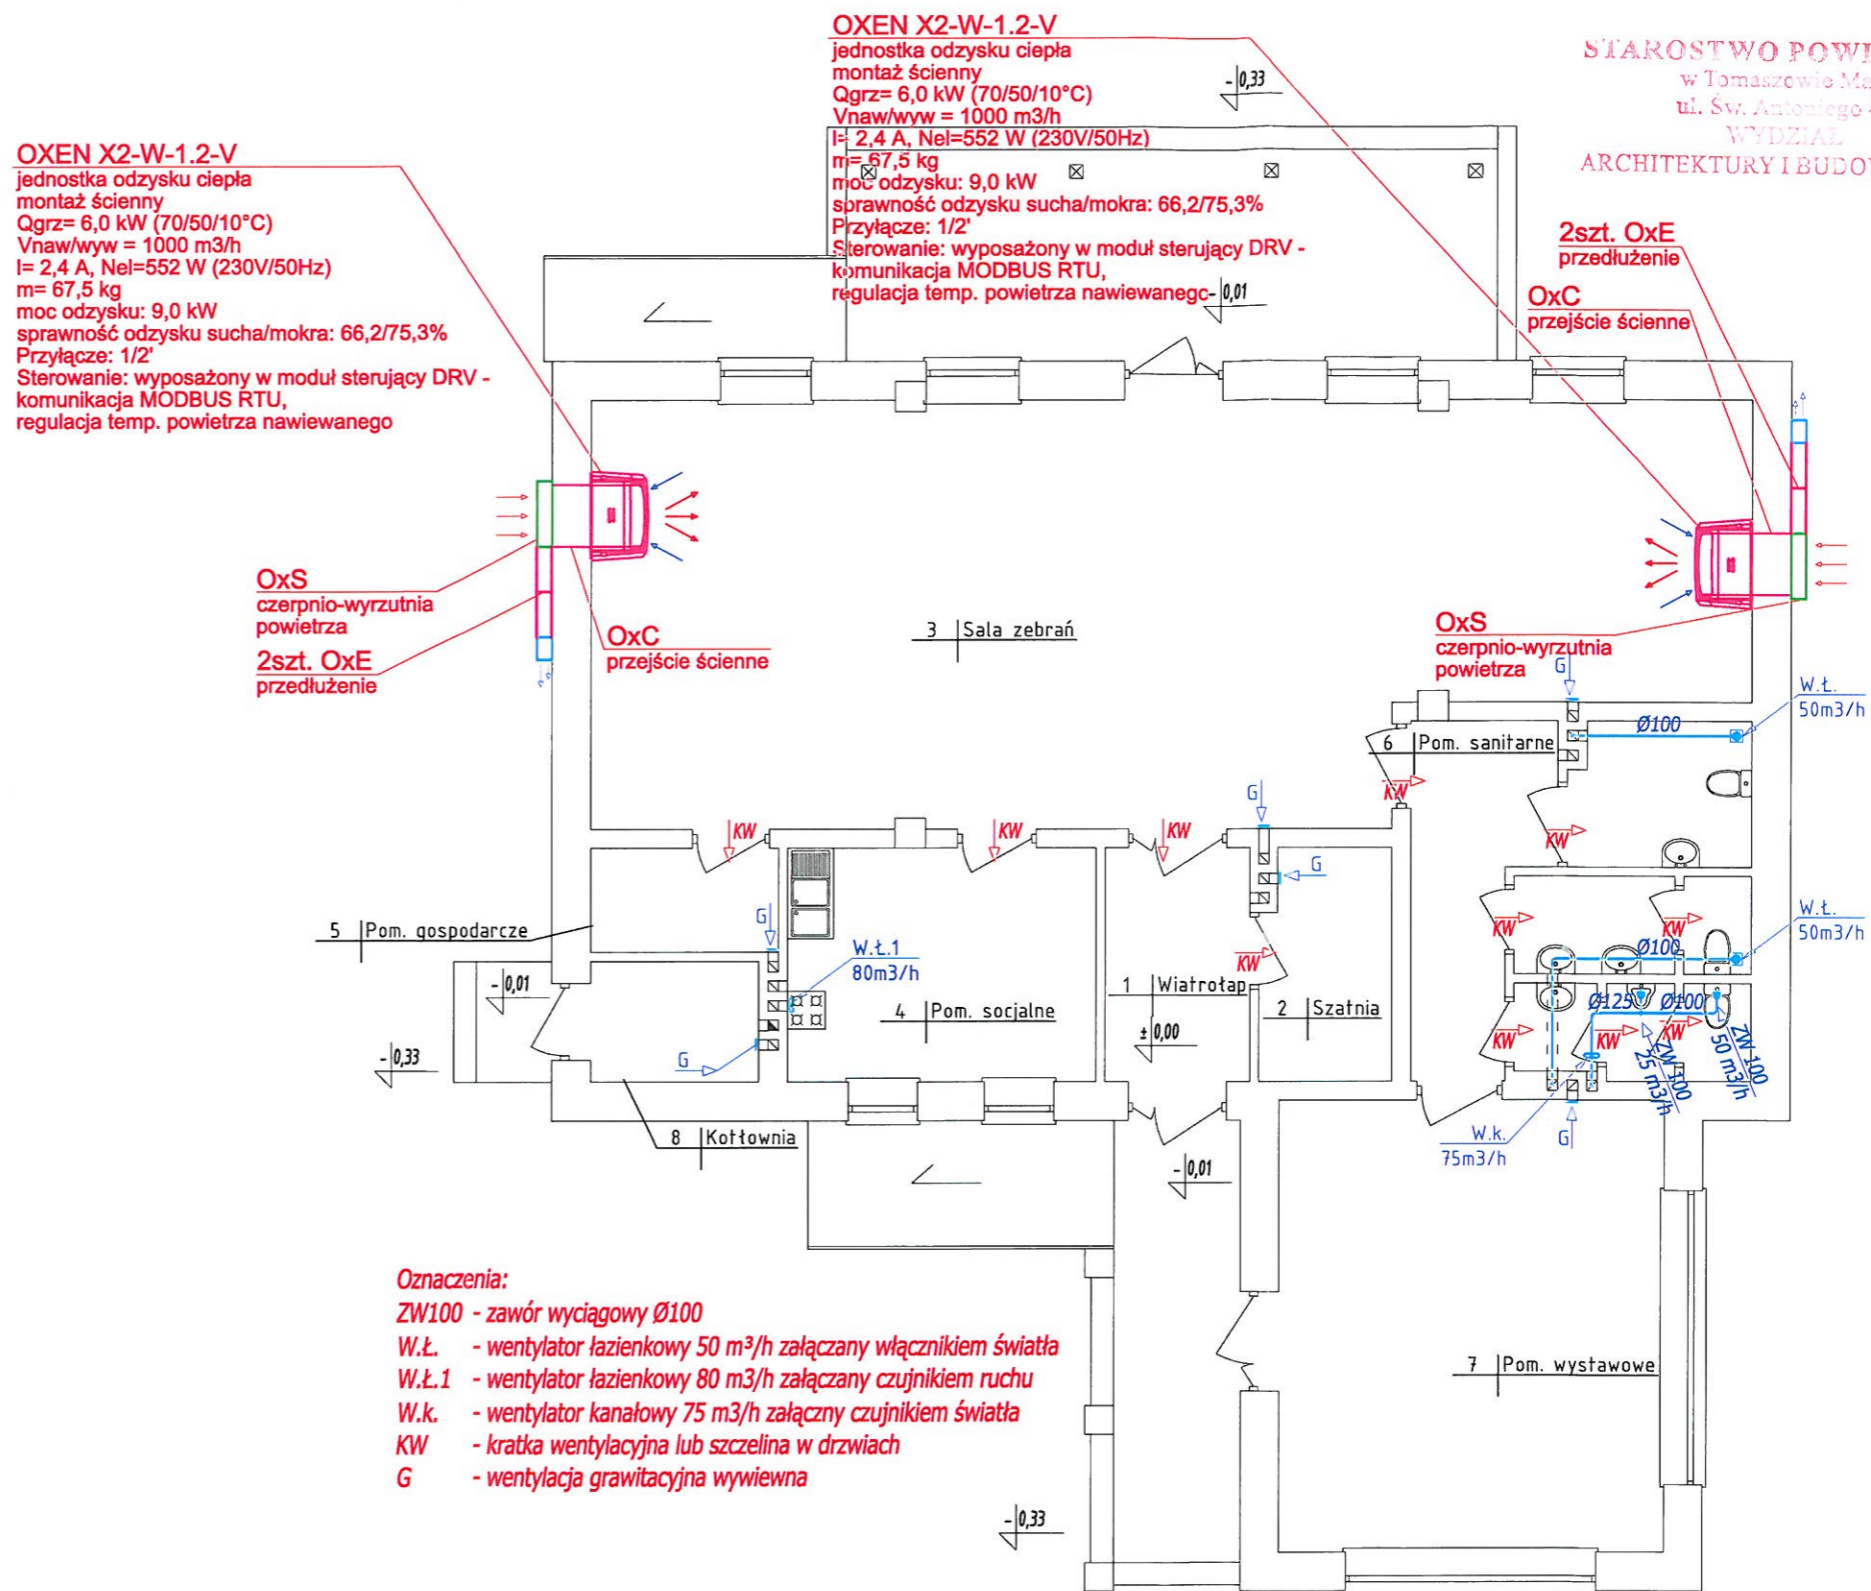 OXEN X2-W-1.2-V
jednostka odzysku ciepła
montaż ścienny
Qgrz= 6,0 kW (70/50/10°C)
Vnaw/wyw = 1000 m3/h
I= 2,4 A, Nel=552 W (230V/50Hz)
m= 67,5 kg
moc odzysku: 9,0 kW
sprawność odzysku sucha/mokra: 66,2/75,3%
Przyłącze: 1/2'
Sterowanie: wyposażony w moduł sterujący DRV -
komunikacja MODBUS RTU,
regulacja temp. powietrza nawiewanego
OXEN X2-W-1.2-V
jednostka odzysku ciepła
montaż ścienny
Qgrz= 6,0 kW (70/50/10°C)
Vnaw/wyw = 1000 m3/h
I= 2,4 A, Nel=552 W (230V/50Hz)
m= 67,5 kg
moc odzysku: 9,0 kW
sprawność odzysku sucha/mokra: 66,2/75,3%
Przyłącze: 1/2'
Sterowanie: wyposażony w moduł sterujący DRV -
komunikacja MODBUS RTU,
regulacja temp. powietrza nawiewanego
-0,33
-0,01
STAROSTWO POWI
w Tomaszowie Ma
ul. Św. Antoniego
WYDZIAŁ
ARCHITEKTURY I BUDO
2szt. OxE
przedłużenie
OxC
przejście ścienne
OxS
czerpnio-wyrzutnia
powietrza
2szt. OxE
przedłużenie
OxC
przejście ścienne
3 Sala zebrań
OxS
czerpnio-wyrzutnia
powietrza
G
W.Ł.
50m3/h
Ø100
6 Pom. sanitarne
KW
KW
G
KW
KW
KW
G
5 Pom. gospodarcze
G
W.Ł.1
80m3/h
KW
KW
KW
W.Ł.
50m3/h
Ø100
-0,01
4 Pom. socjalne
1 Wiatrołap
±0,00
2 Szatnia
Ø125
Ø100
KW
KW
KW
ZW 100
25 m3/h
ZW 100
50 m3/h
-0,33
G
8 Kotłownia
W.k.
75m3/h
G
-0,01
7 Pom. wystawowe
-0,33
Oznaczenia:
ZW100 - zawór wyciągowy Ø100
W.Ł. - wentylator łazienkowy 50 m³/h załączany włącznikiem światła
W.Ł.1 - wentylator łazienkowy 80 m3/h załączany czujnikiem ruchu
W.k. - wentylator kanałowy 75 m3/h załączny czujnikiem światła
KW - kratka wentylacyjna lub szczelina w drzwiach
G - wentylacja grawitacyjna wywiewna